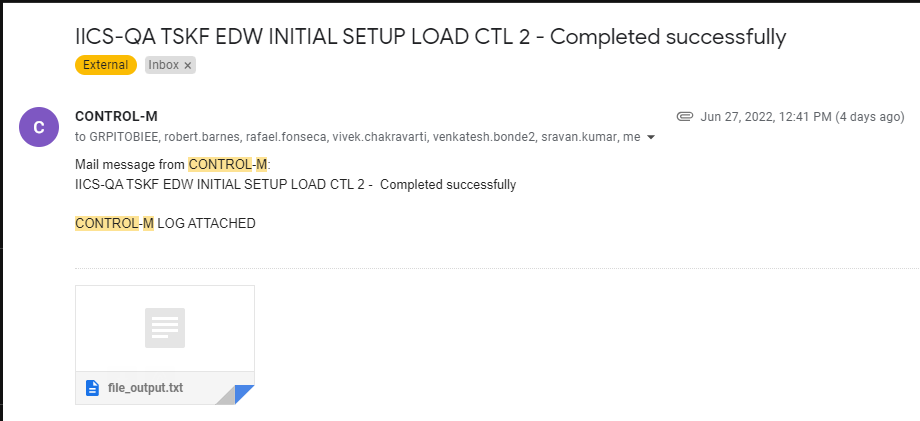 IICS-QA TSKF EDW INITIAL SETUP LOAD CTL 2 - Completed successfully
External Inbox ×
C
CONTROL-M
Jun 27, 2022, 12:41 PM (4 days ago)
to GRPITOBIEE, robert.barnes, rafael.fonseca, vivek.chakravarti, venkatesh.bonde2, sravan.kumar, me
Mail message from CONTROL-M:
IICS-QA TSKF EDW INITIAL SETUP LOAD CTL 2 - Completed successfully
CONTROL-M LOG ATTACHED
file_output.txt